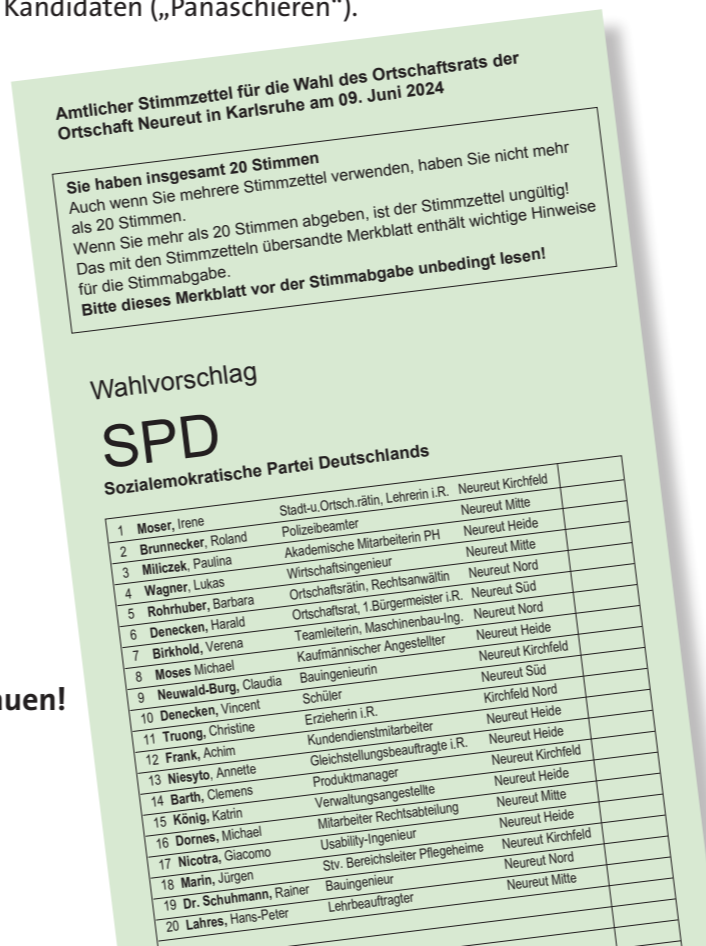 Kandidaten („Panaschieren“).
Amtlicher Stimmzettel für die Wahl des Ortschaftsrats der
Ortschaft Neureut in Karlsruhe am 09. Juni 2024
Sie haben insgesamt 20 Stimmen
Auch wenn Sie mehrere Stimmzettel verwenden, haben Sie nicht mehr
als 20 Stimmen.
Wenn Sie mehr als 20 Stimmen abgeben, ist der Stimmzettel ungültig!
Das mit den Stimmzetteln übersandte Merkblatt enthält wichtige Hinweise
für die Stimmabgabe.
Bitte dieses Merkblatt vor der Stimmabgabe unbedingt lesen!
Wahlvorschlag
SPD
Sozialemokratische Partei Deutschlands
1 Moser, Irene Stadt-u.Ortsch.rätin, Lehrerin i.R. Neureut Kirchfeld
2 Brunnecker, Roland Polizeibeamter Neureut Mitte
3 Miliczek, Paulina Akademische Mitarbeiterin PH Neureut Heide
4 Wagner, Lukas Wirtschaftsingenieur Neureut Mitte
5 Rohrhuber, Barbara Ortschaftsrätin, Rechtsanwältin Neureut Nord
6 Denecken, Harald Ortschaftsrat, 1.Bürgermeister i.R. Neureut Süd
7 Birkhold, Verena Teamleiterin, Maschinenbau-Ing. Neureut Nord
8 Moses Michael Kaufmännischer Angestellter Neureut Heide
9 Neuwald-Burg, Claudia Bauingenieurin Neureut Kirchfeld
10 Denecken, Vincent Schüler Neureut Süd
11 Truong, Christine Erzieherin i.R. Kirchfeld Nord
12 Frank, Achim Kundendienstmitarbeiter Neureut Heide
13 Niesyto, Annette Gleichstellungsbeauftragte i.R. Neureut Heide
14 Barth, Clemens Produktmanager Neureut Kirchfeld
15 König, Katrin Verwaltungsangestellte Neureut Heide
16 Dornes, Michael Mitarbeiter Rechtsabteilung Neureut Mitte
17 Nicotra, Giacomo Usability-Ingenieur Neureut Heide
18 Marin, Jürgen Stv. Bereichsleiter Pflegeheime Neureut Kirchfeld
19 Dr. Schuhmann, Rainer Bauingenieur Neureut Nord
20 Lahres, Hans-Peter Lehrbeauftragter Neureut Mitte